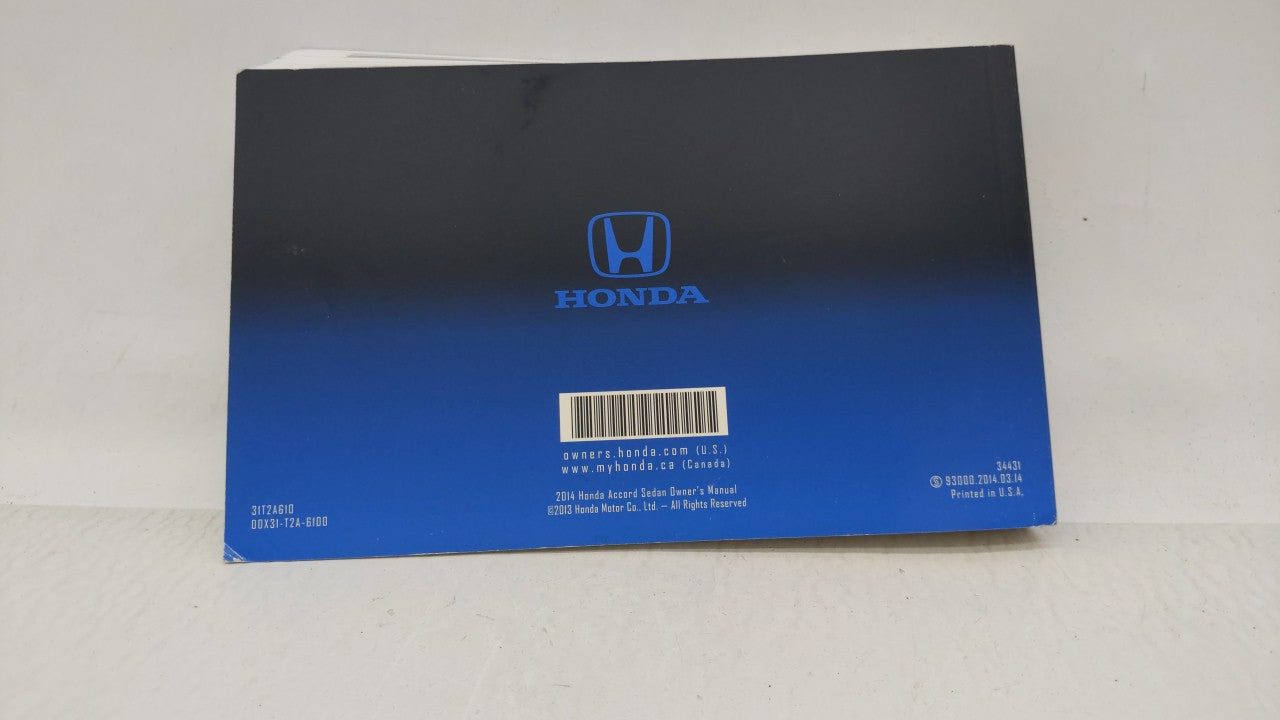 HONDA
owners.honda.com (U.S.)
www.myhonda.ca (Canada)
2014 Honda Accord Sedan Owner's Manual
©2013 Honda Motor Co., Ltd. — All Rights Reserved
31T2A610
00X31-T2A-6100
34431
Ⓢ 93000.2014.03.14
Printed in U.S.A.